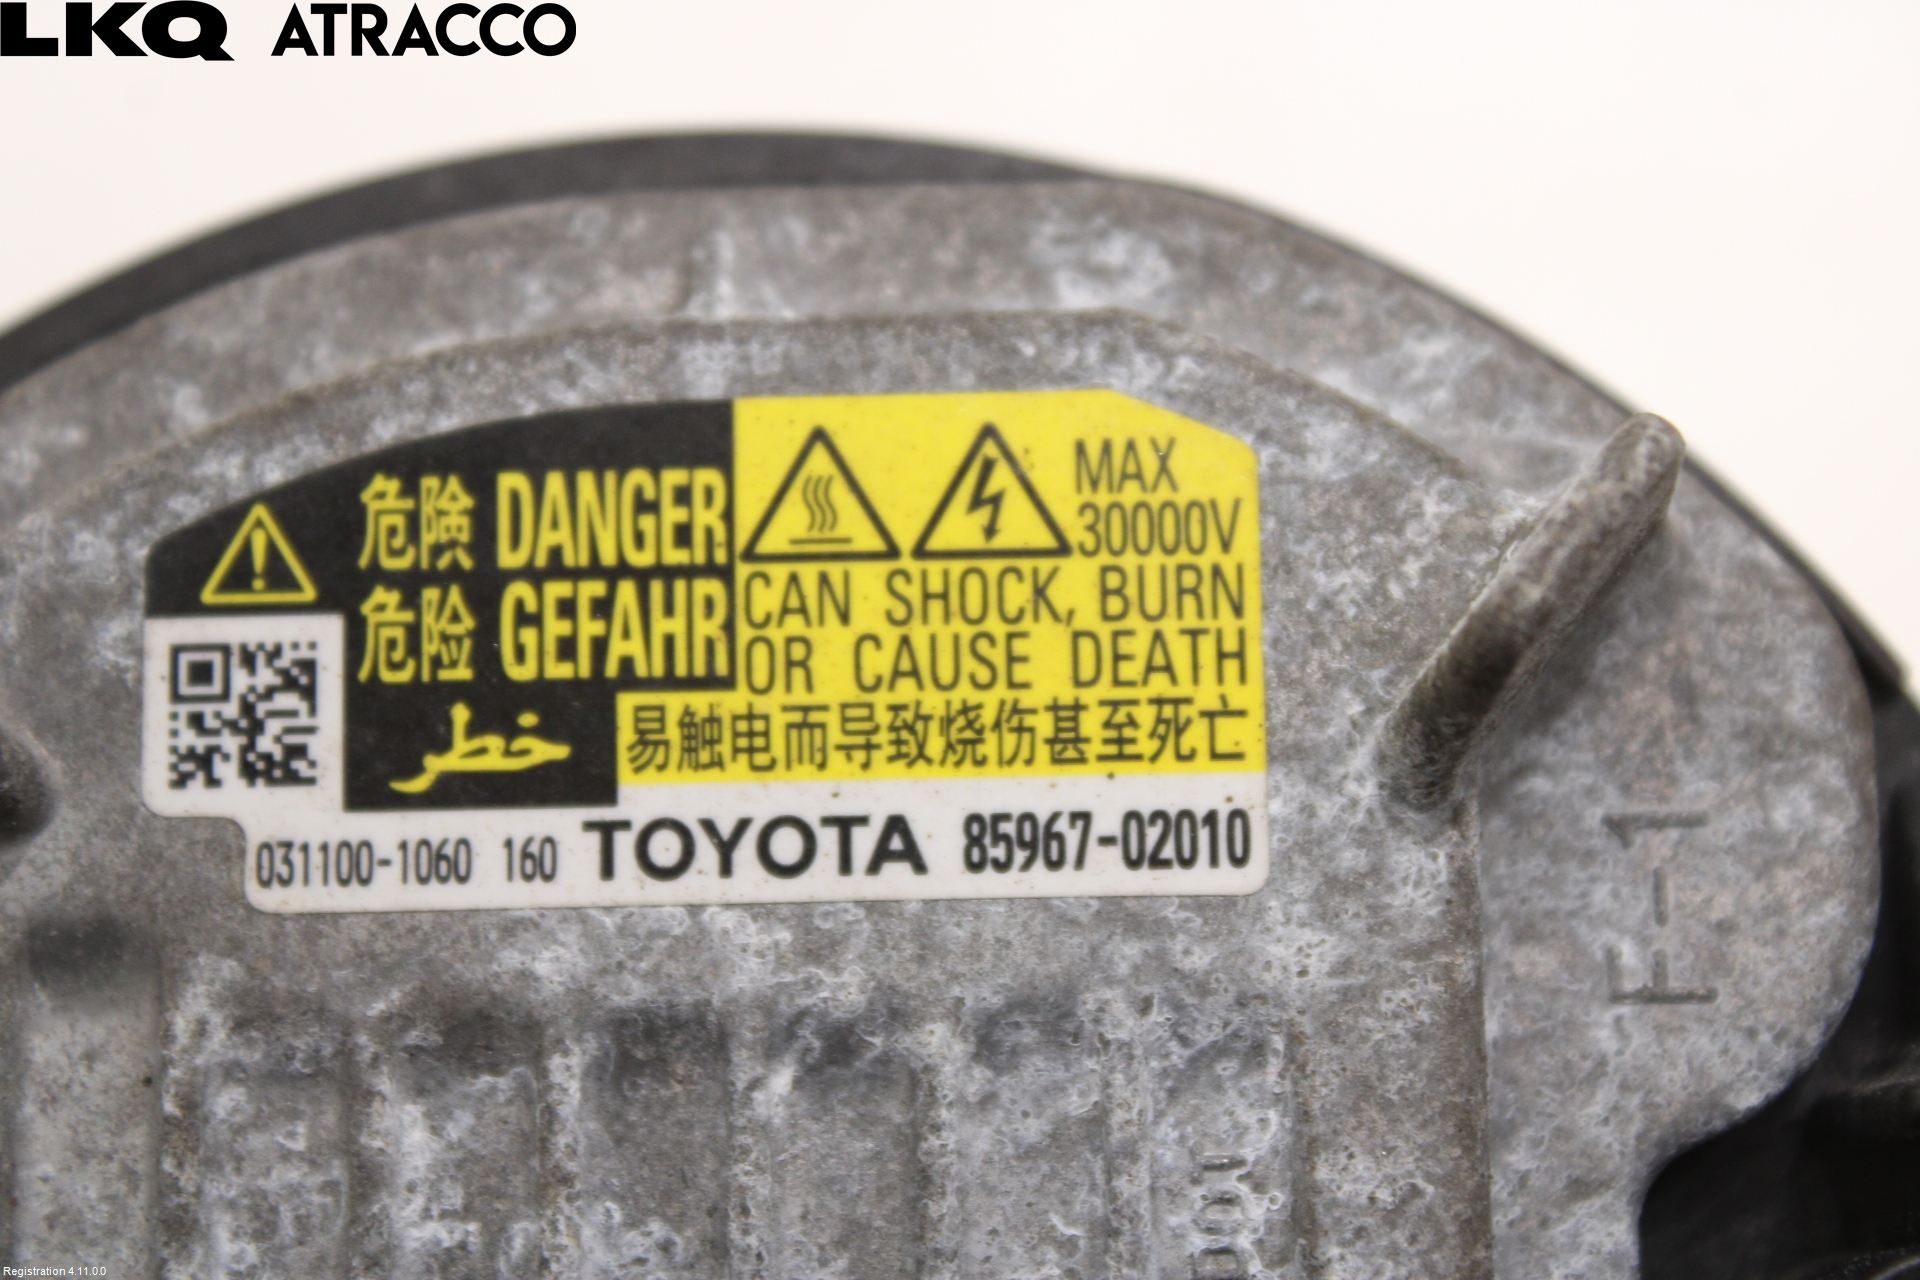 LKQ ATRACCO
危険 DANGER
危险 GEFAHR
خطر
MAX
30000V
CAN SHOCK, BURN
OR CAUSE DEATH
易触电而导致烧伤甚至死亡
031100-1060 160 TOYOTA 85967-02010
F-1
Registration 4.11.0.0